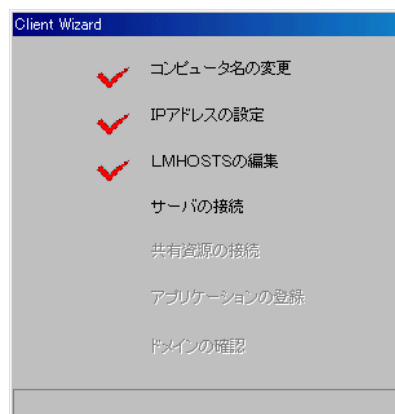 Client Wizard
コンピュータ名の変更
IPアドレスの設定
LMHOSTSの編集
サーバの接続
共有資源の接続
アプリケーションの登録
ドメインの確認